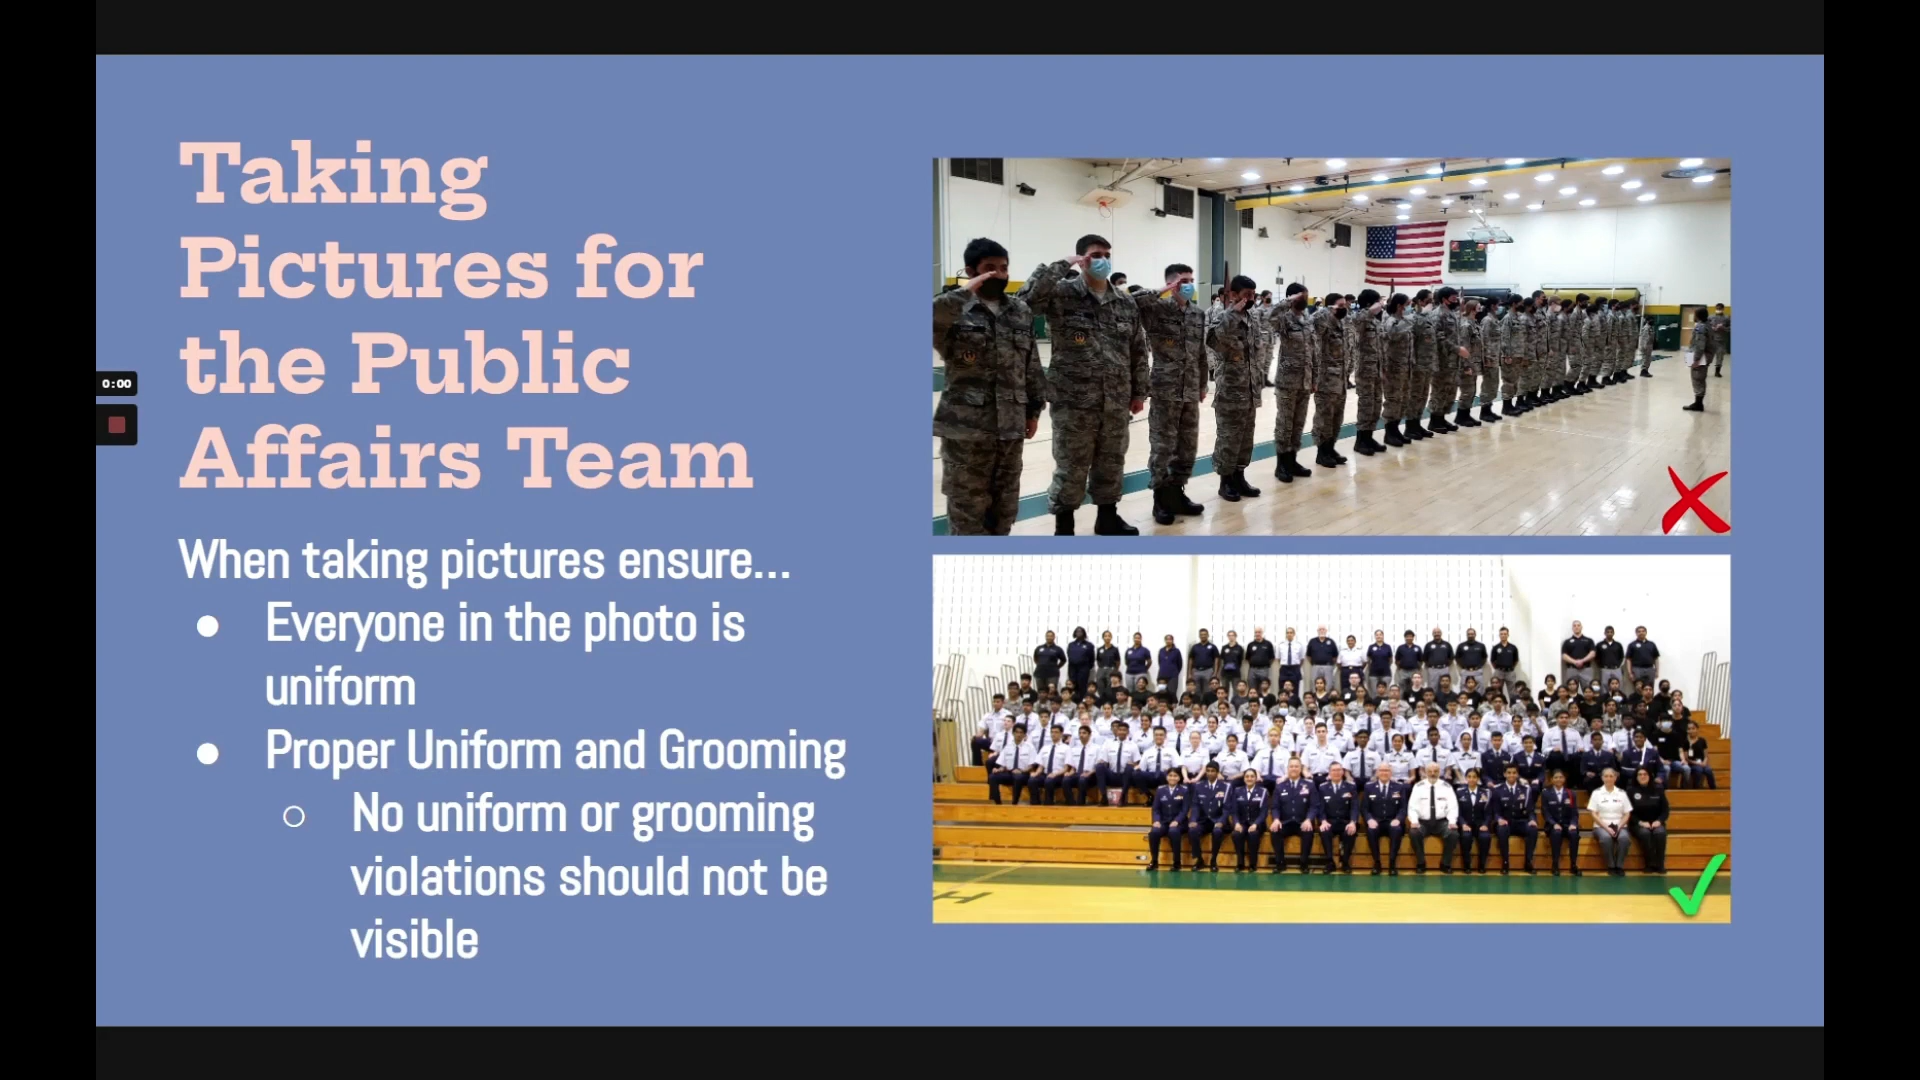 Taking
Pictures for
the Public
Affairs Team
When taking pictures ensure...
● Everyone in the photo is
uniform
● Proper Uniform and Grooming
○ No uniform or grooming
violations should not be
visible
0:00